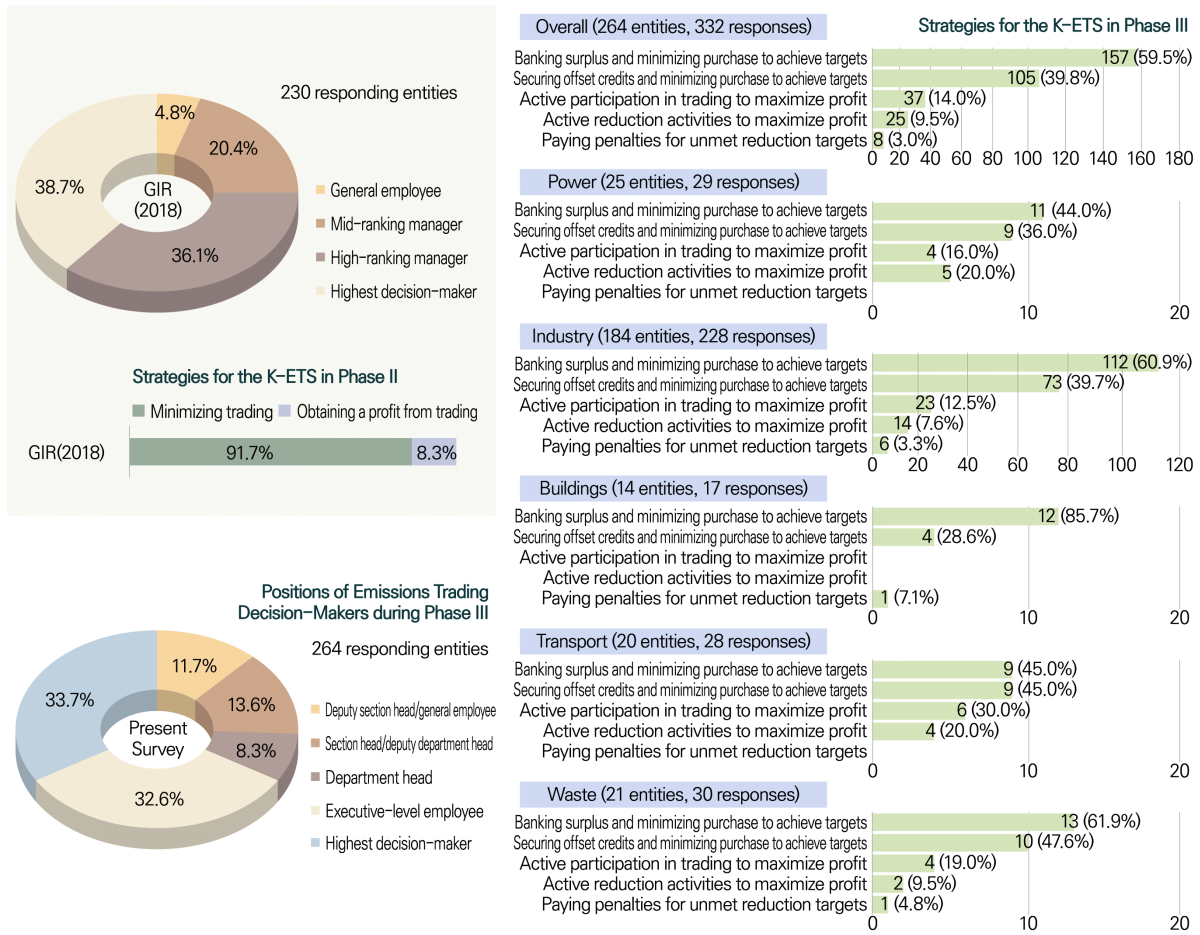 230 responding entities
4.8%
20.4%
36.1%
38.7%
GIR
(2018)
General employee
Mid-ranking manager
High-ranking manager
Highest decision-maker
Strategies for the K-ETS in Phase II
Minimizing trading
Obtaining a profit from trading
GIR(2018)
91.7%
8.3%
Positions of Emissions Trading
Decision-Makers during Phase III
264 responding entities
11.7%
13.6%
8.3%
32.6%
33.7%
Present
Survey
Deputy section head/general employee
Section head/deputy department head
Department head
Executive-level employee
Highest decision-maker
Strategies for the K-ETS in Phase III
Overall (264 entities, 332 responses)
Banking surplus and minimizing purchase to achieve targets 157 (59.5%)
Securing offset credits and minimizing purchase to achieve targets 105 (39.8%)
Active participation in trading to maximize profit 37 (14.0%)
Active reduction activities to maximize profit 25 (9.5%)
Paying penalties for unmet reduction targets 8 (3.0%)
0 20 40 60 80 100 120 140 160 180
Power (25 entities, 29 responses)
Banking surplus and minimizing purchase to achieve targets 11 (44.0%)
Securing offset credits and minimizing purchase to achieve targets 9 (36.0%)
Active participation in trading to maximize profit 4 (16.0%)
Active reduction activities to maximize profit 5 (20.0%)
Paying penalties for unmet reduction targets
0 10 20
Industry (184 entities, 228 responses)
Banking surplus and minimizing purchase to achieve targets 112 (60.9%)
Securing offset credits and minimizing purchase to achieve targets 73 (39.7%)
Active participation in trading to maximize profit 23 (12.5%)
Active reduction activities to maximize profit 14 (7.6%)
Paying penalties for unmet reduction targets 6 (3.3%)
0 20 40 60 80 100 120
Buildings (14 entities, 17 responses)
Banking surplus and minimizing purchase to achieve targets 12 (85.7%)
Securing offset credits and minimizing purchase to achieve targets 4 (28.6%)
Active participation in trading to maximize profit
Active reduction activities to maximize profit
Paying penalties for unmet reduction targets 1 (7.1%)
0 10 20
Transport (20 entities, 28 responses)
Banking surplus and minimizing purchase to achieve targets 9 (45.0%)
Securing offset credits and minimizing purchase to achieve targets 9 (45.0%)
Active participation in trading to maximize profit 6 (30.0%)
Active reduction activities to maximize profit 4 (20.0%)
Paying penalties for unmet reduction targets
0 10 20
Waste (21 entities, 30 responses)
Banking surplus and minimizing purchase to achieve targets 13 (61.9%)
Securing offset credits and minimizing purchase to achieve targets 10 (47.6%)
Active participation in trading to maximize profit 4 (19.0%)
Active reduction activities to maximize profit 2 (9.5%)
Paying penalties for unmet reduction targets 1 (4.8%)
0 10 20